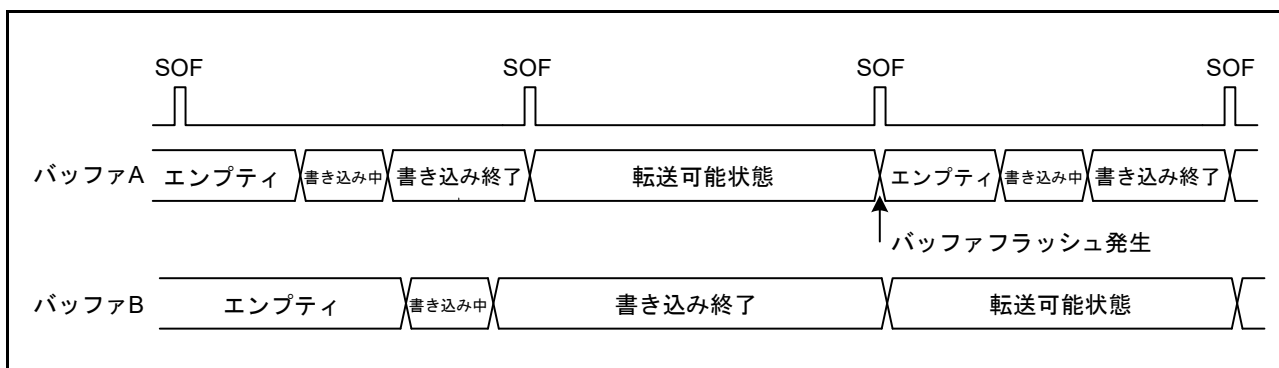 SOF SOF SOF SOF
バッファA エンプティ 書き込み中 書き込み終了 転送可能状態 エンプティ 書き込み中 書き込み終了
バッファフラッシュ発生
バッファB エンプティ 書き込み中 書き込み終了 転送可能状態